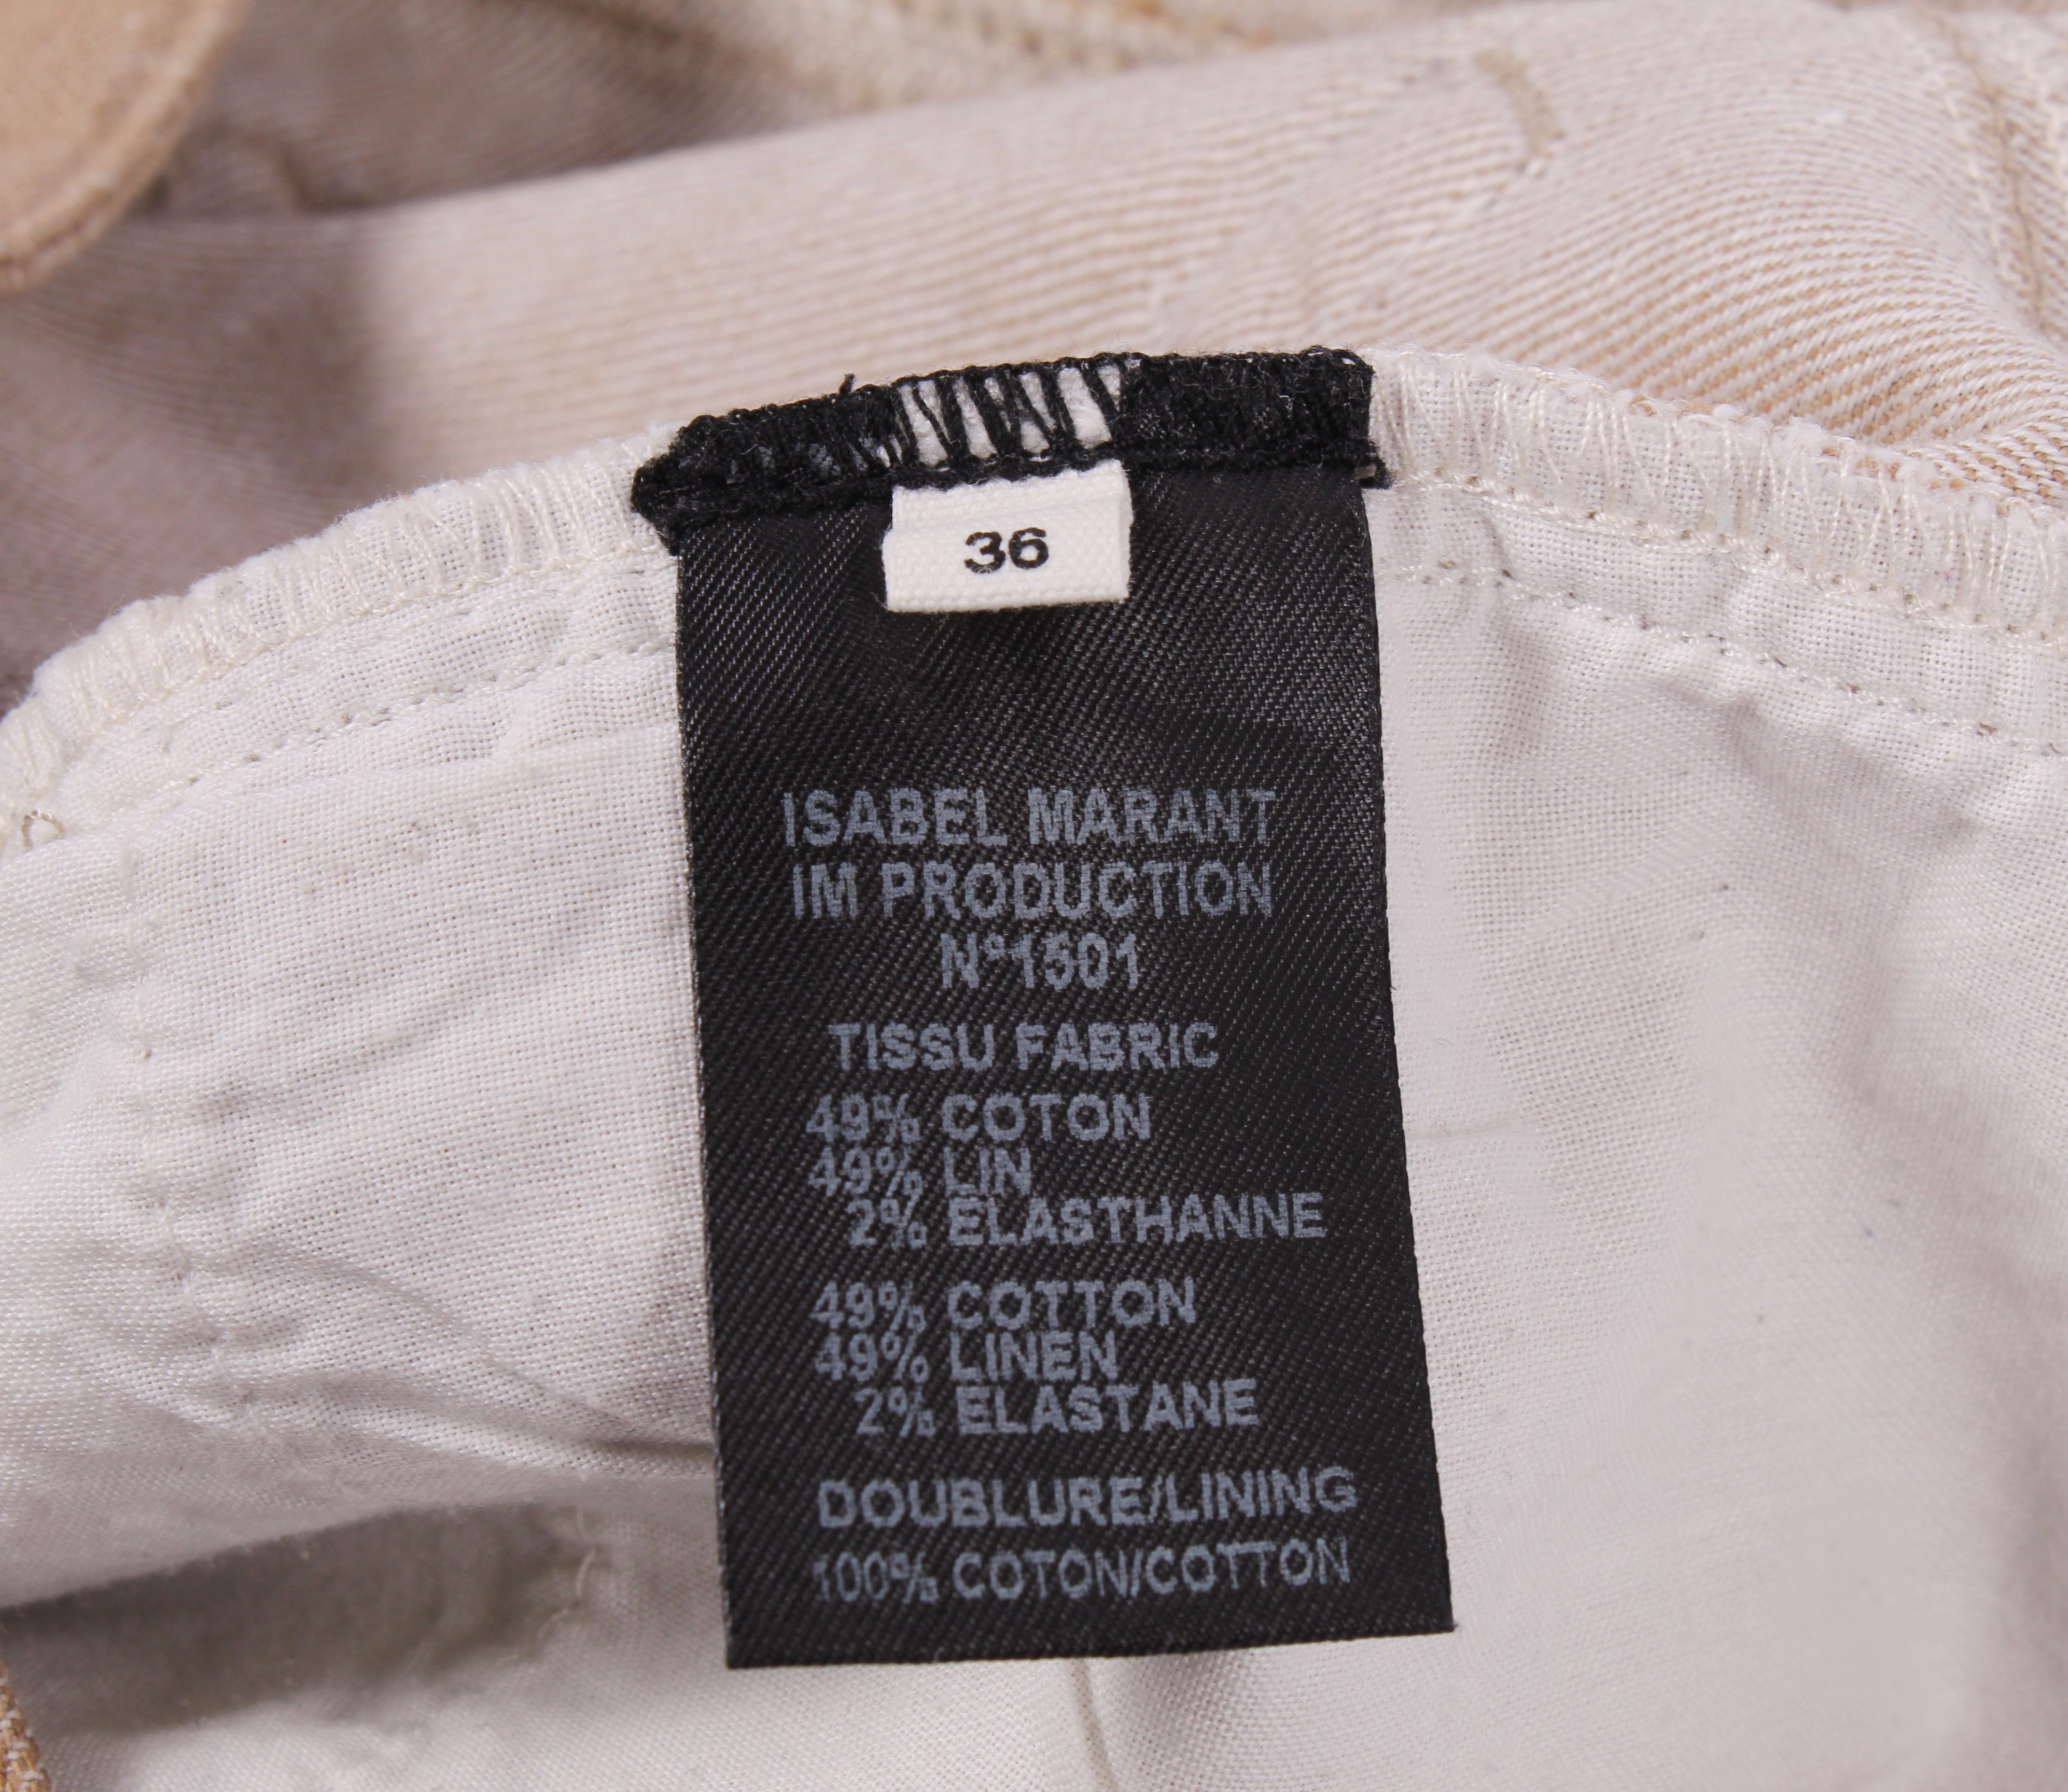 36
ISABEL MARANT
IM PRODUCTION
N°1501
TISSU FABRIC
49% COTON
49% LIN
2% ELASTHANNE
49% COTTON
49% LINEN
2% ELASTANE
DOUBLURE/LINING
100% COTON/COTTON